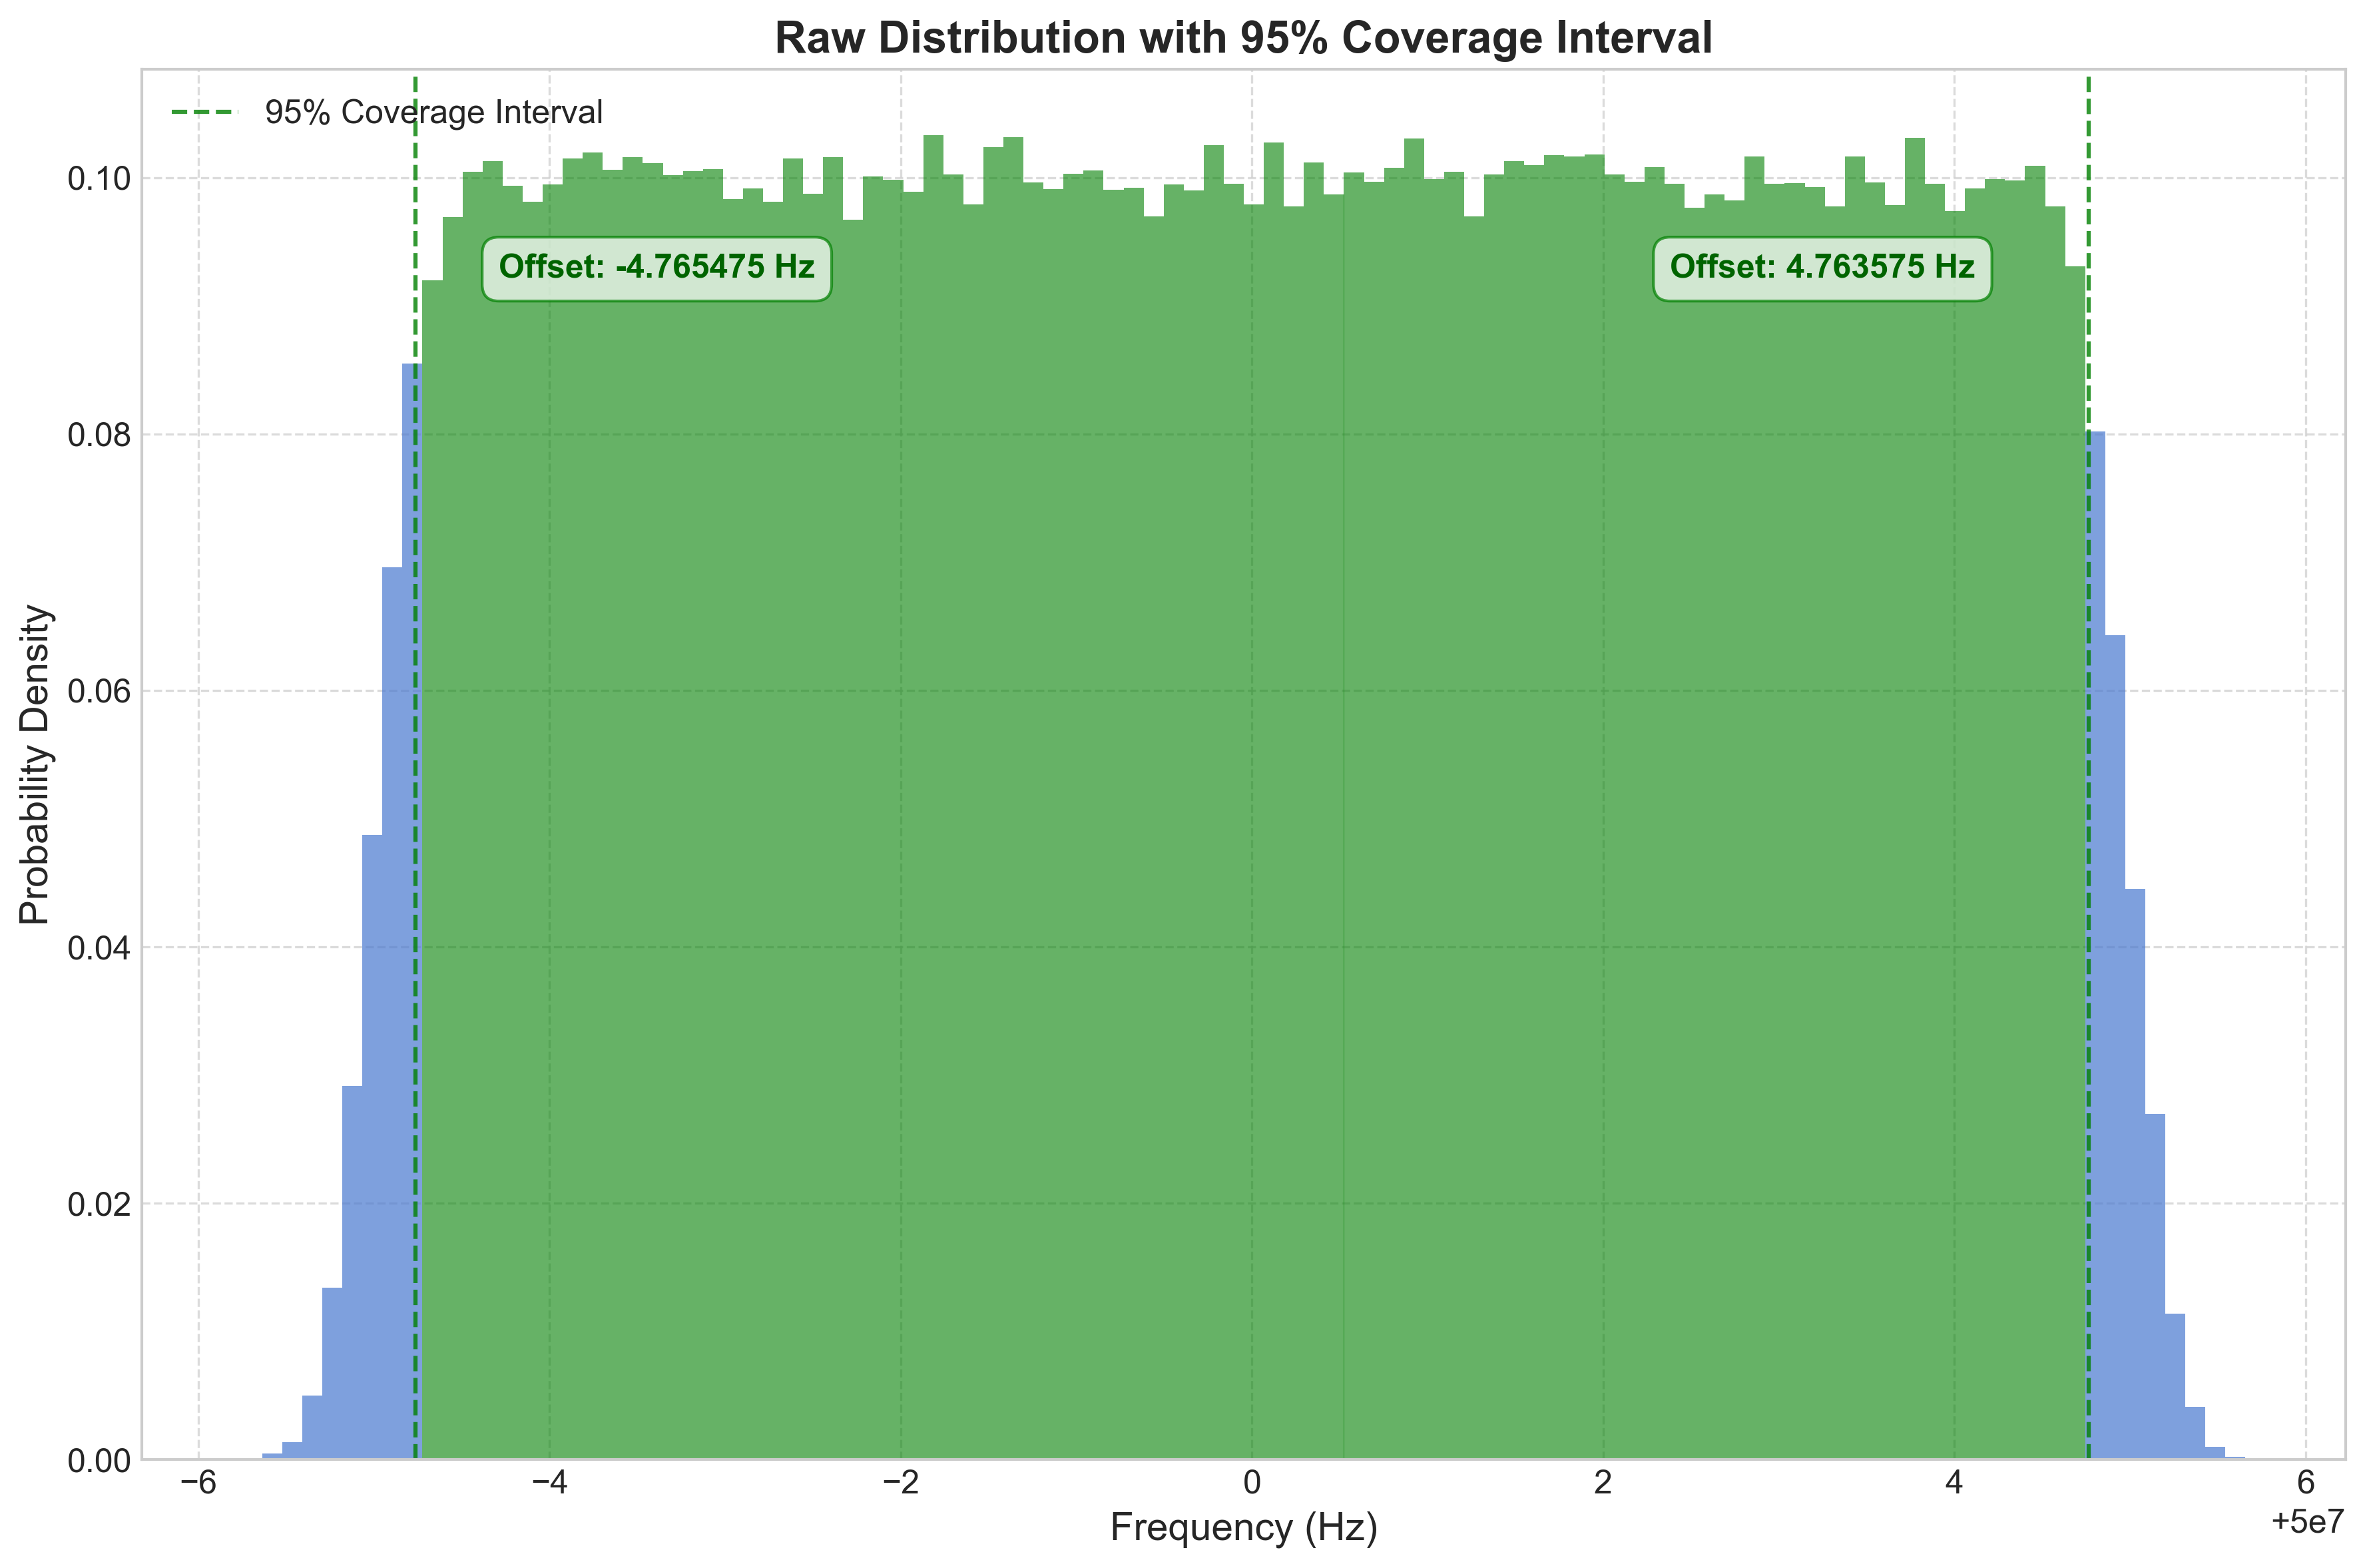 Raw Distribution with 95% Coverage Interval
95% Coverage Interval
Offset: -4.765475 Hz
Offset: 4.763575 Hz
Probability Density
0.10
0.08
0.06
0.04
0.02
0.00
−6
−4
−2
0
2
4
6
Frequency (Hz)
+5e7